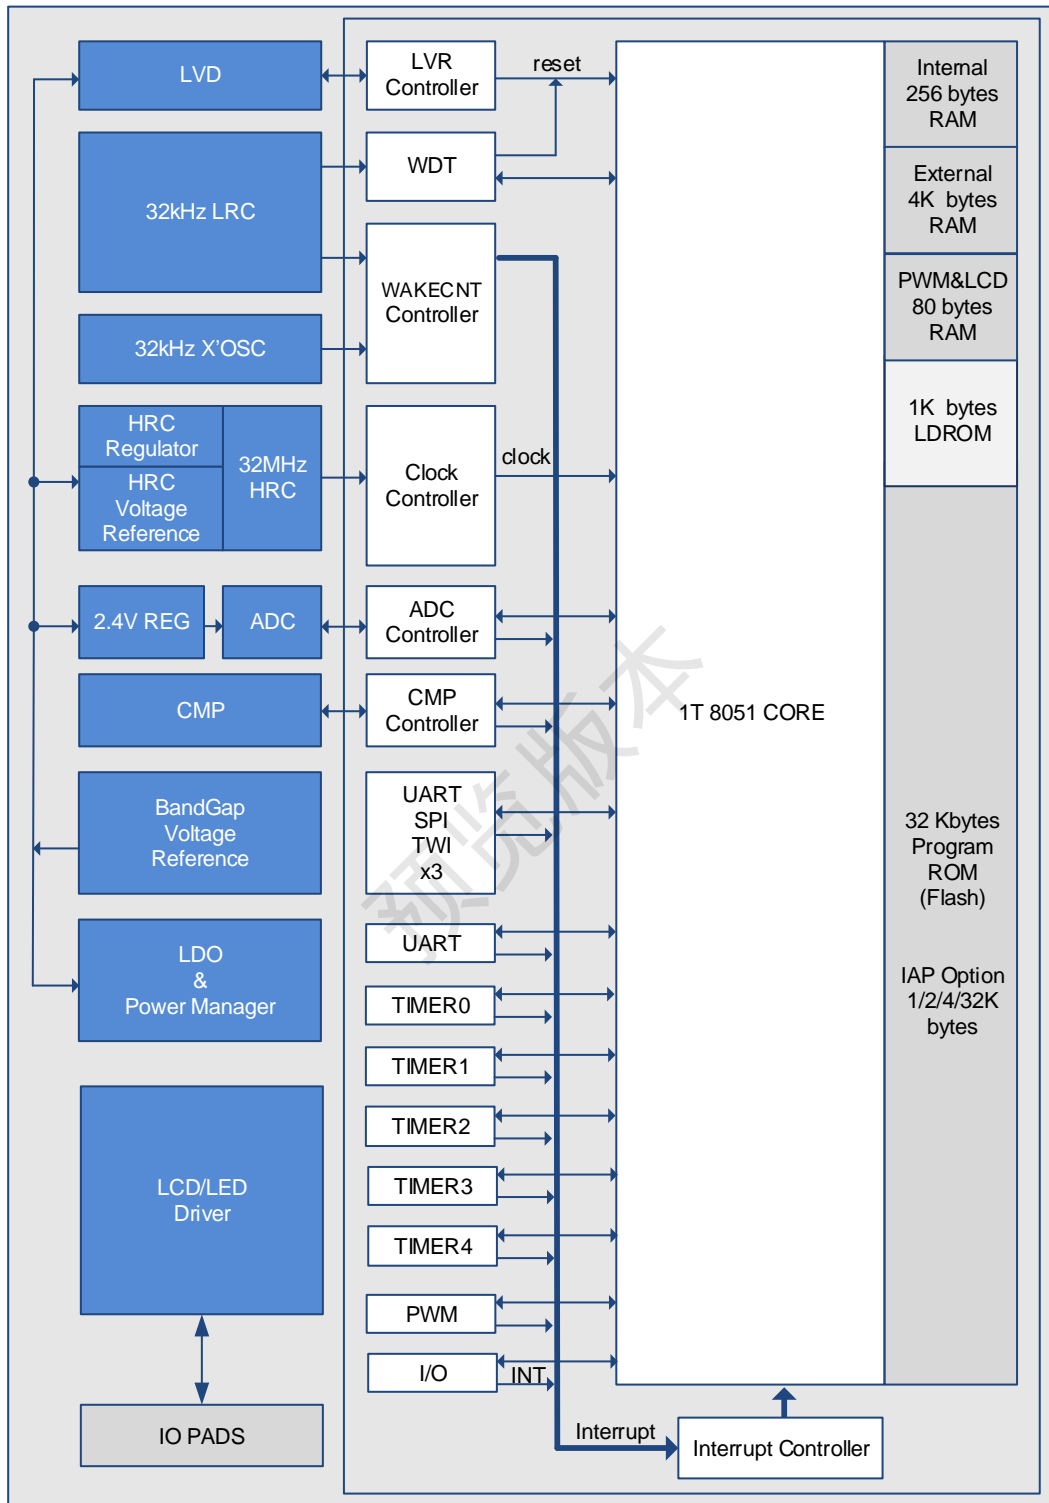 LVD
LVR
Controller
reset
Internal
256 bytes
RAM
32kHz LRC
WDT
External
4K bytes
RAM
WAKECNT
Controller
PWM&LCD
80 bytes
RAM
32kHz X'OSC
1K bytes
LDROM
HRC
Regulator
HRC
Voltage
Reference
32MHz
HRC
Clock
Controller
clock
2.4V REG
ADC
ADC
Controller
CMP
CMP
Controller
1T 8051 CORE
BandGap
Voltage
Reference
UART
SPI
TWI
x3
32 Kbytes
Program
ROM
(Flash)
IAP Option
1/2/4/32K
bytes
LDO
&
Power Manager
UART
TIMER0
TIMER1
TIMER2
TIMER3
TIMER4
PWM
I/O
INT
LCD/LED
Driver
IO PADS
Interrupt
Interrupt Controller
预览版本